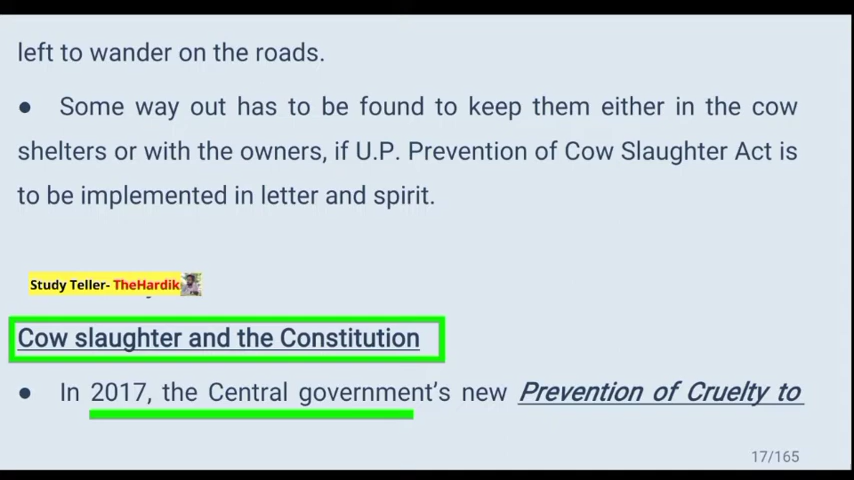 left to wander on the roads.
● Some way out has to be found to keep them either in the cow
shelters or with the owners, if U.P. Prevention of Cow Slaughter Act is
to be implemented in letter and spirit.
Study Teller- TheHardik
Cow slaughter and the Constitution
● In 2017, the Central government's new Prevention of Cruelty to
17/165